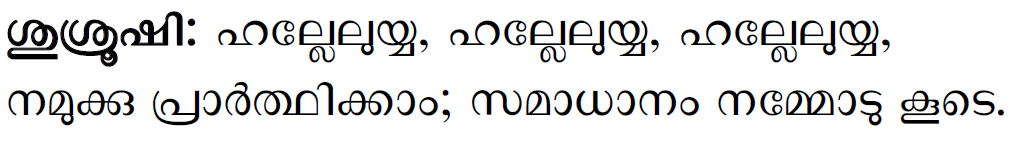 ശുശ്രൂഷി: ഹല്ലേലുയ്യ, ഹല്ലേലുയ്യ, ഹല്ലേലുയ്യ,
നമുക്കു പ്രാർത്ഥിക്കാം; സമാധാനം നമ്മോടു കൂടെ.